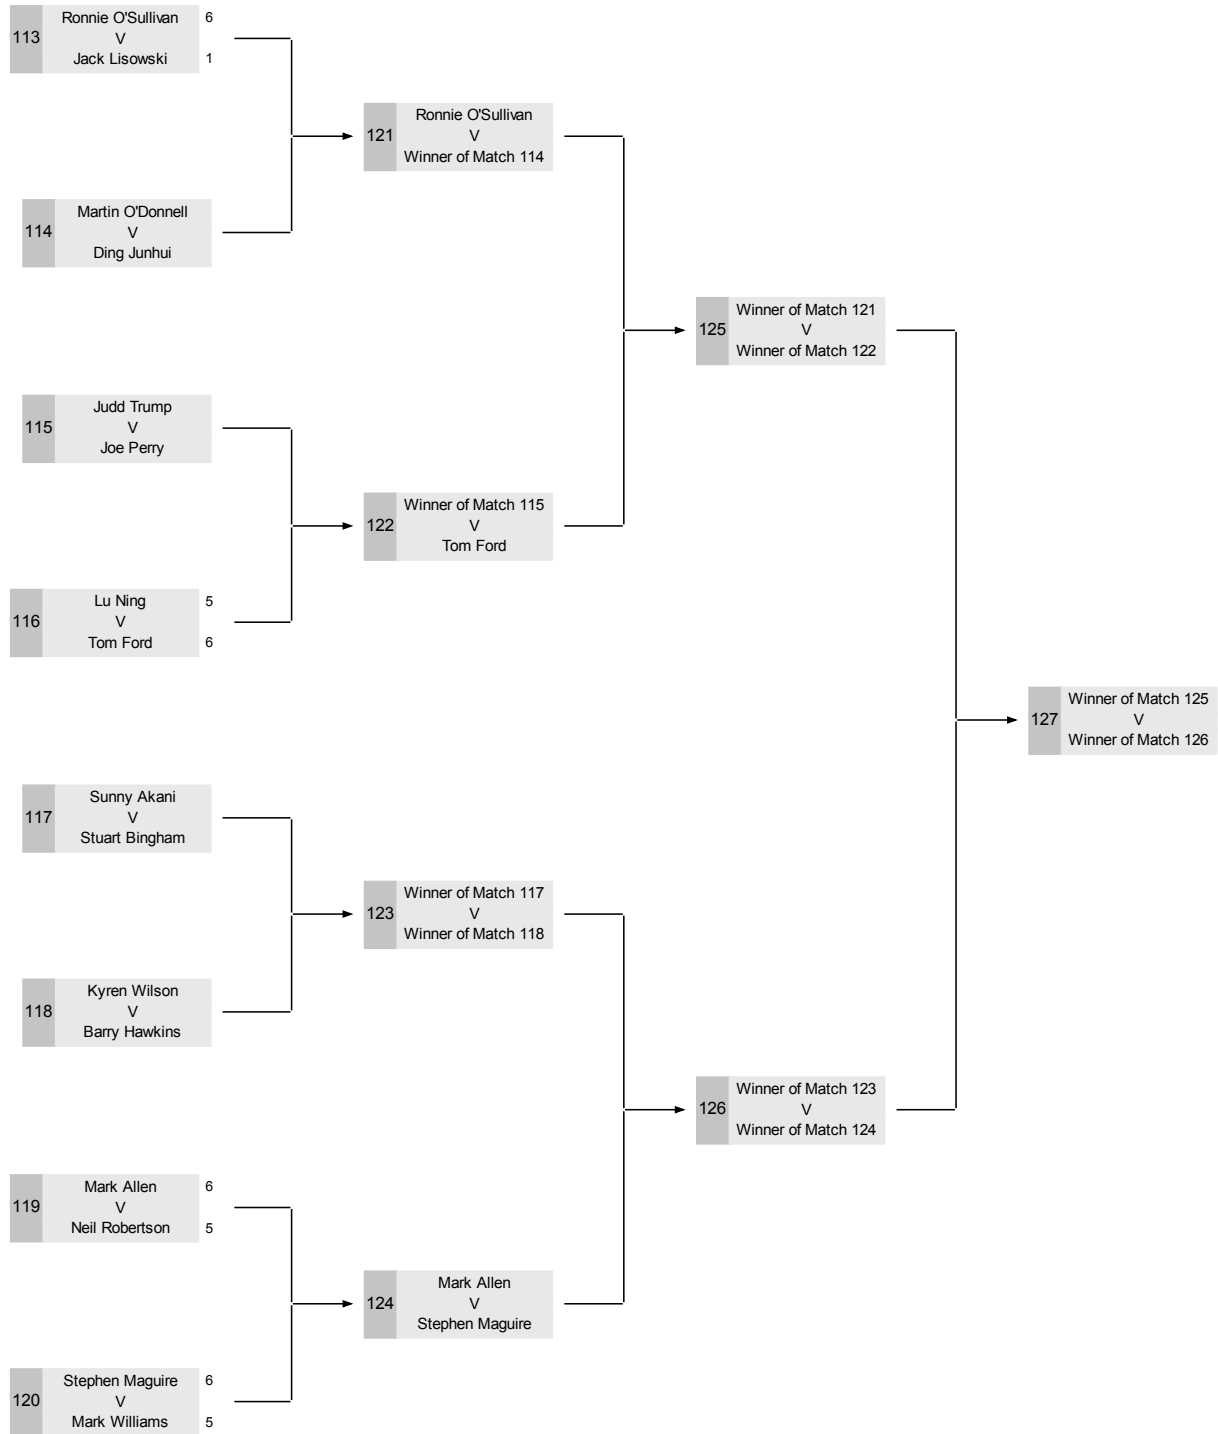 113
Ronnie O'Sullivan 6
V
Jack Lisowski 1
114
Martin O'Donnell
V
Ding Junhui
115
Judd Trump
V
Joe Perry
116
Lu Ning 5
V
Tom Ford 6
117
Sunny Akani
V
Stuart Bingham
118
Kyren Wilson
V
Barry Hawkins
119
Mark Allen 6
V
Neil Robertson 5
120
Stephen Maguire 6
V
Mark Williams 5
121
Ronnie O'Sullivan
V
Winner of Match 114
122
Winner of Match 115
V
Tom Ford
123
Winner of Match 117
V
Winner of Match 118
124
Mark Allen
V
Stephen Maguire
125
Winner of Match 121
V
Winner of Match 122
126
Winner of Match 123
V
Winner of Match 124
127
Winner of Match 125
V
Winner of Match 126